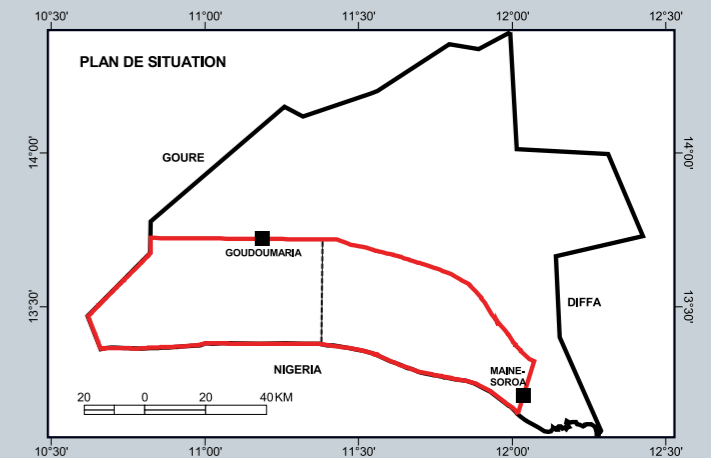 10°30' 11°00' 11°30' 12°00' 12°30'
PLAN DE SITUATION
14°00' 14°00'
GOURE
GOUDOUMARIA
13°30' 13°30'
DIFFA
NIGERIA
MAINE-
SOROA
20 0 20 40 KM
10°30' 11°00' 11°30' 12°00' 12°30'